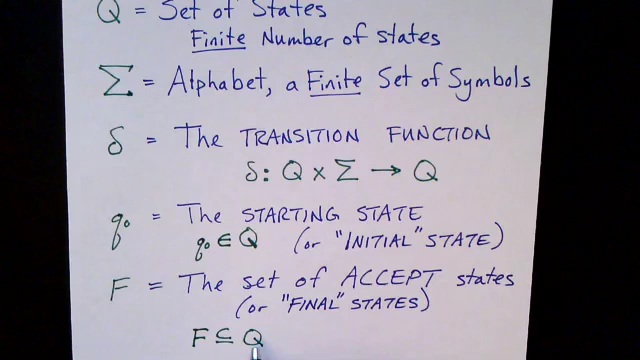 Q = Set of States
Finite Number of states
Σ = Alphabet, a Finite Set of Symbols
δ = The TRANSITION FUNCTION
δ: Q × Σ → Q
q₀ = The STARTING STATE
q₀ ∈ Q (or "INITIAL" STATE)
F = The set of ACCEPT states
(or "FINAL" STATES)
F ⊆ Q